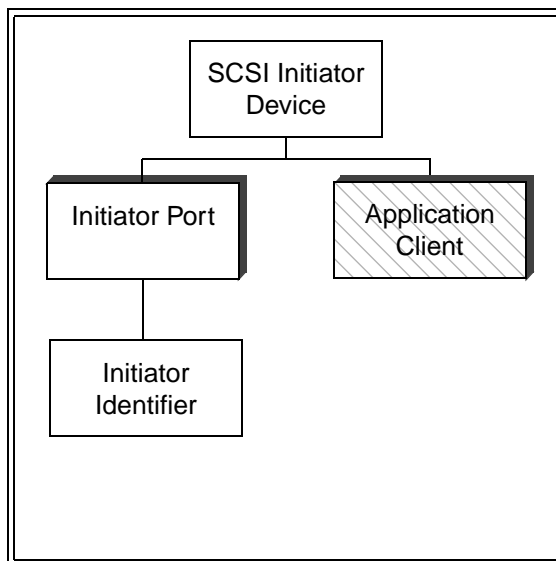 SCSI Initiator
Device
Initiator Port
Application
Client
Initiator
Identifier